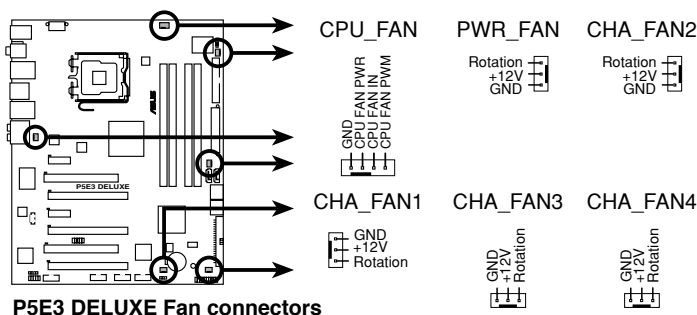 CPU_FAN
PWR_FAN
CHA_FAN2
GND
CPU FAN PWR
CPU FAN IN
CPU FAN PWM
Rotation
+12V
GND
Rotation
+12V
GND
ASUS
P5E3 DELUXE
CHA_FAN1
CHA_FAN3
CHA_FAN4
GND
+12V
Rotation
GND
+12V
Rotation
GND
+12V
Rotation
P5E3 DELUXE Fan connectors